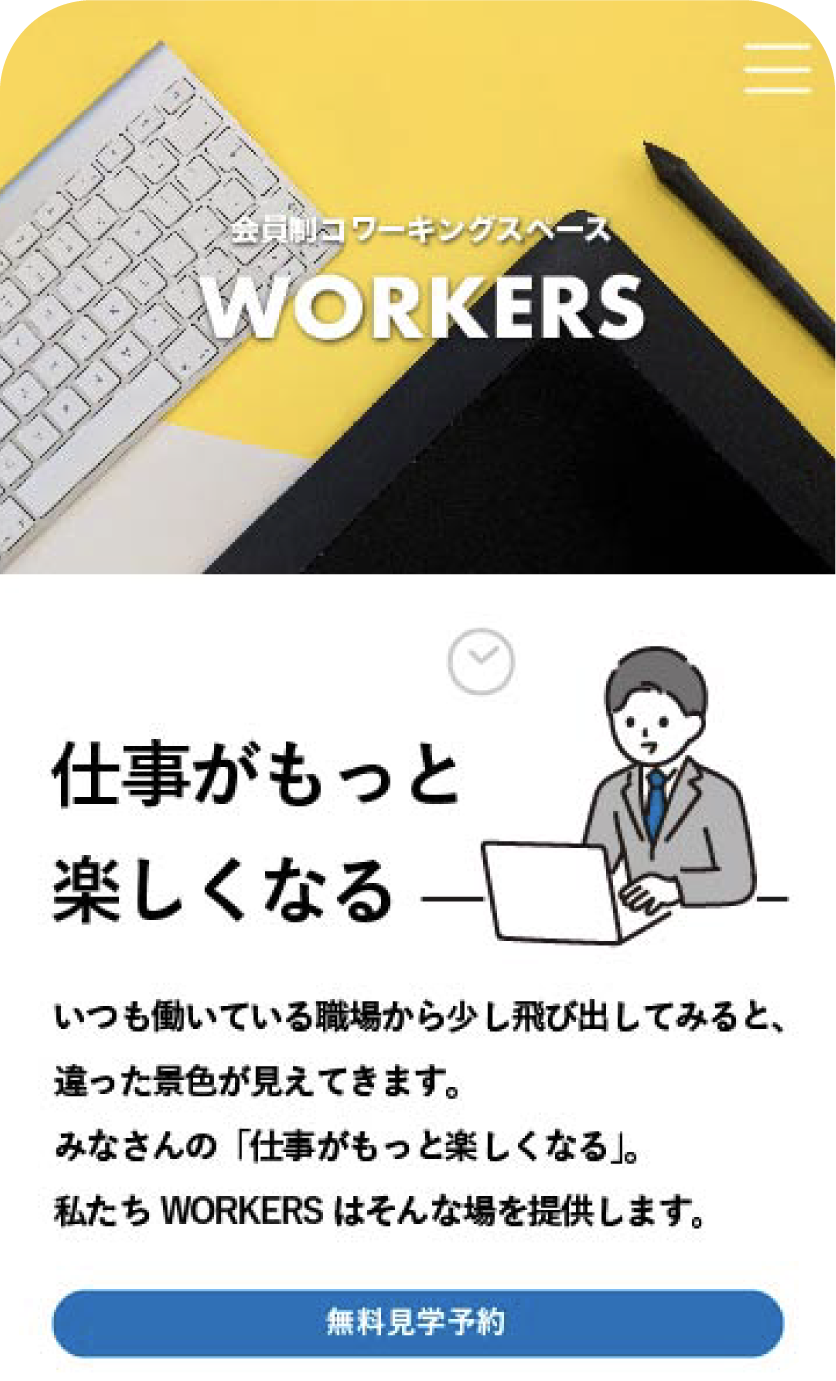 会員制コワーキングスペース
WORKERS
仕事がもっと
楽しくなる
いつも働いている職場から少し飛び出してみると、
違った景色が見えてきます。
みなさんの「仕事がもっと楽しくなる」。
私たち WORKERS はそんな場を提供します。
無料見学予約